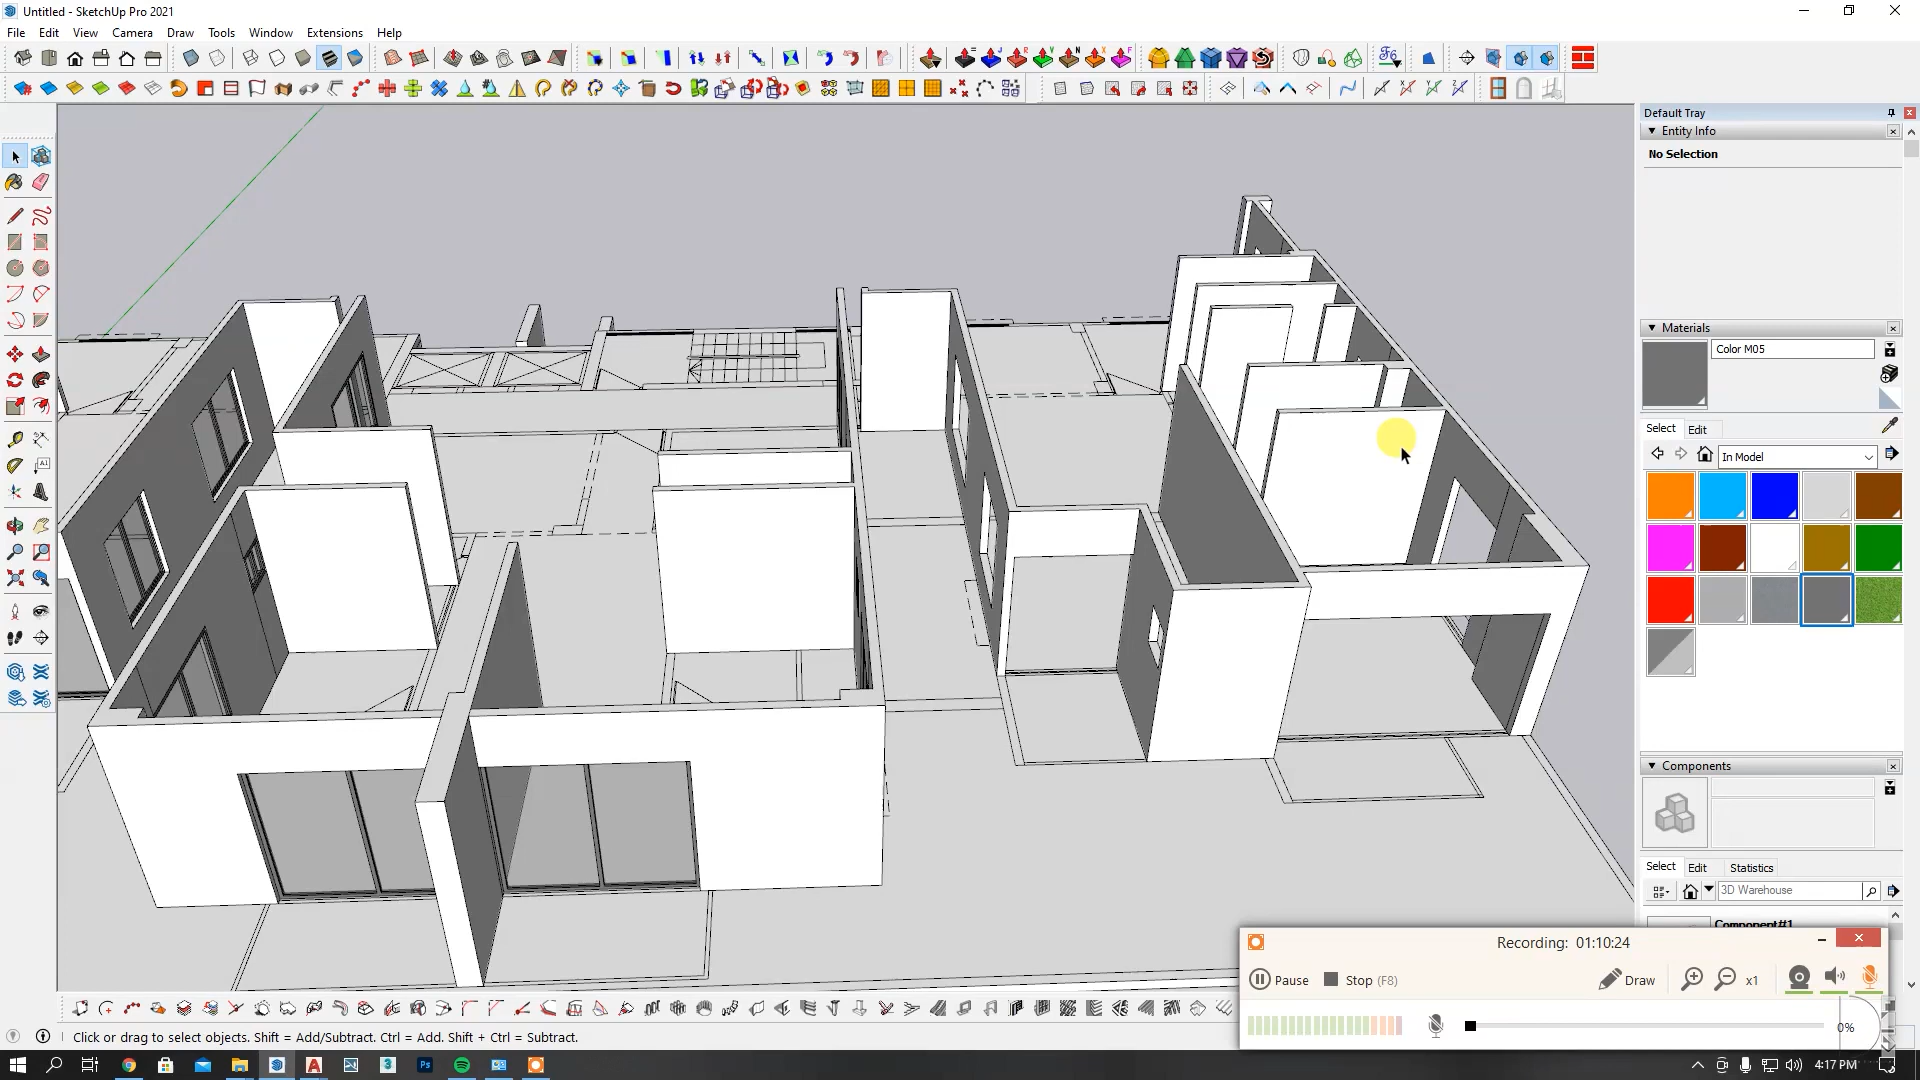 Untitled - SketchUp Pro 2021
File Edit View Camera Draw Tools Window Extensions Help
Default Tray
Entity Info
No Selection
Materials
Color M05
Select Edit
In Model
Components
Select Edit Statistics
3D Warehouse
Component#1
Recording: 01:10:24
Pause Stop (F8) Draw x1
0%
Click or drag to select objects. Shift = Add/Subtract. Ctrl = Add. Shift + Ctrl = Subtract.
4:17 PM